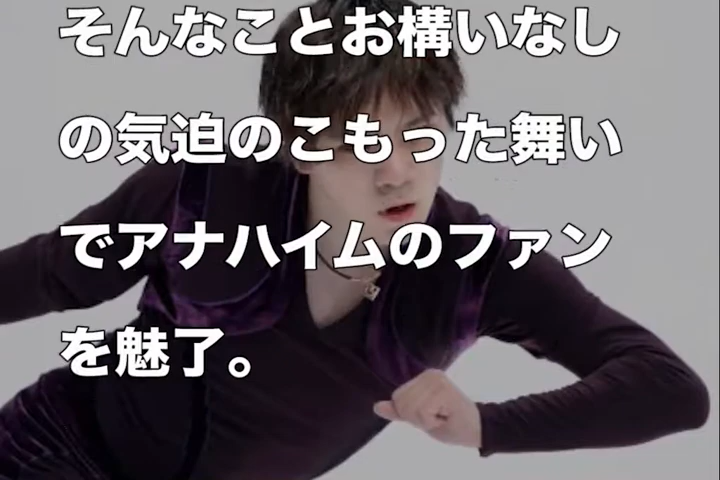 そんなことお構いなし
の気迫のこもった舞い
でアナハイムのファン
を魅了。